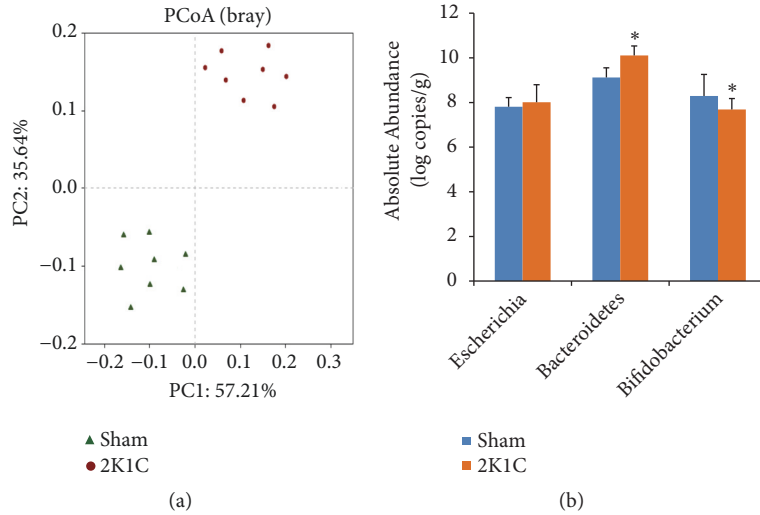 PCoA (bray)
0.2
0.1
0.0
−0.1
−0.2
PC2: 35.64%
−0.2 −0.1 0.0 0.1 0.2 0.3
PC1: 57.21%
Sham
2K1C
(a)
12
10
8
6
4
2
0
Absolute Abundance
(log copies/g)
*
*
Escherichia
Bacteroidetes
Bifidobacterium
Sham
2K1C
(b)